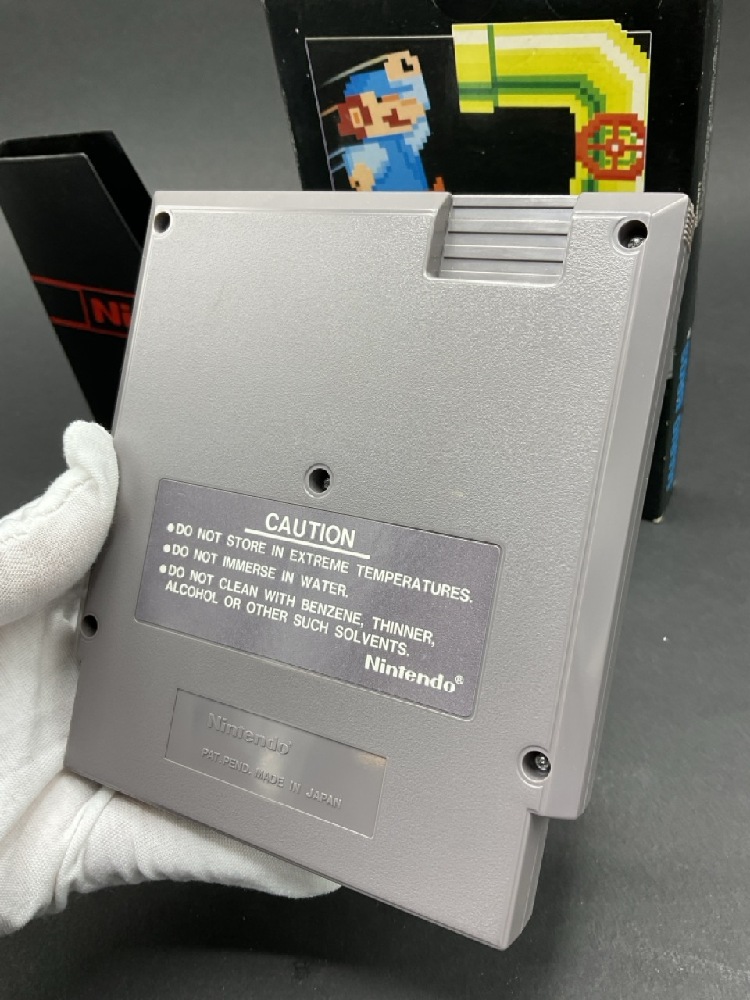 CAUTION
●DO NOT STORE IN EXTREME TEMPERATURES.
●DO NOT IMMERSE IN WATER.
●DO NOT CLEAN WITH BENZENE, THINNER,
ALCOHOL OR OTHER SUCH SOLVENTS.
Nintendo®
Nintendo®
PAT. PEND. MADE IN JAPAN